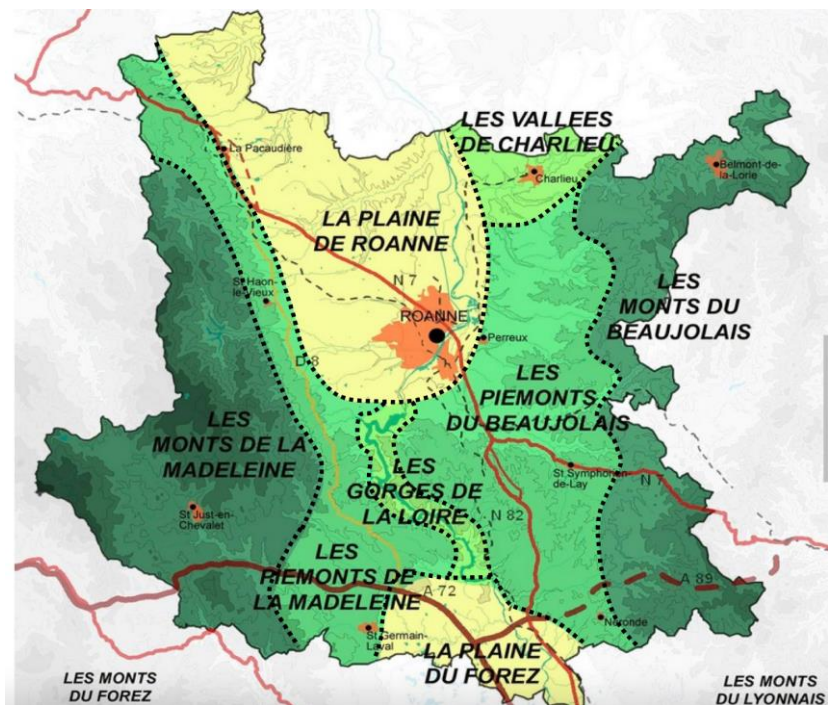 LES VALLEES
DE CHARLIEU
La Pacaudière
Charlieu
Belmont-de-
la-Lorie
LA PLAINE
DE ROANNE
St Haon-
le-Vieux
N 7
LES
MONTS DU
BEAUJOLAIS
ROANNE
Perreux
D 8
LES
PIEMONTS
DU BEAUJOLAIS
LES
MONTS DE LA
MADELEINE
LES
GORGES DE
LA LOIRE
St Symphorien-
de-Lay
N 7
St Just-en-
Chevalet
N 82
LES
PIEMONTS DE
LA MADELEINE
A 72
A 89
St Germain-
Laval
Néronde
LA PLAINE
DU FOREZ
LES MONTS
DU FOREZ
LES MONTS
DU LYONNAIS